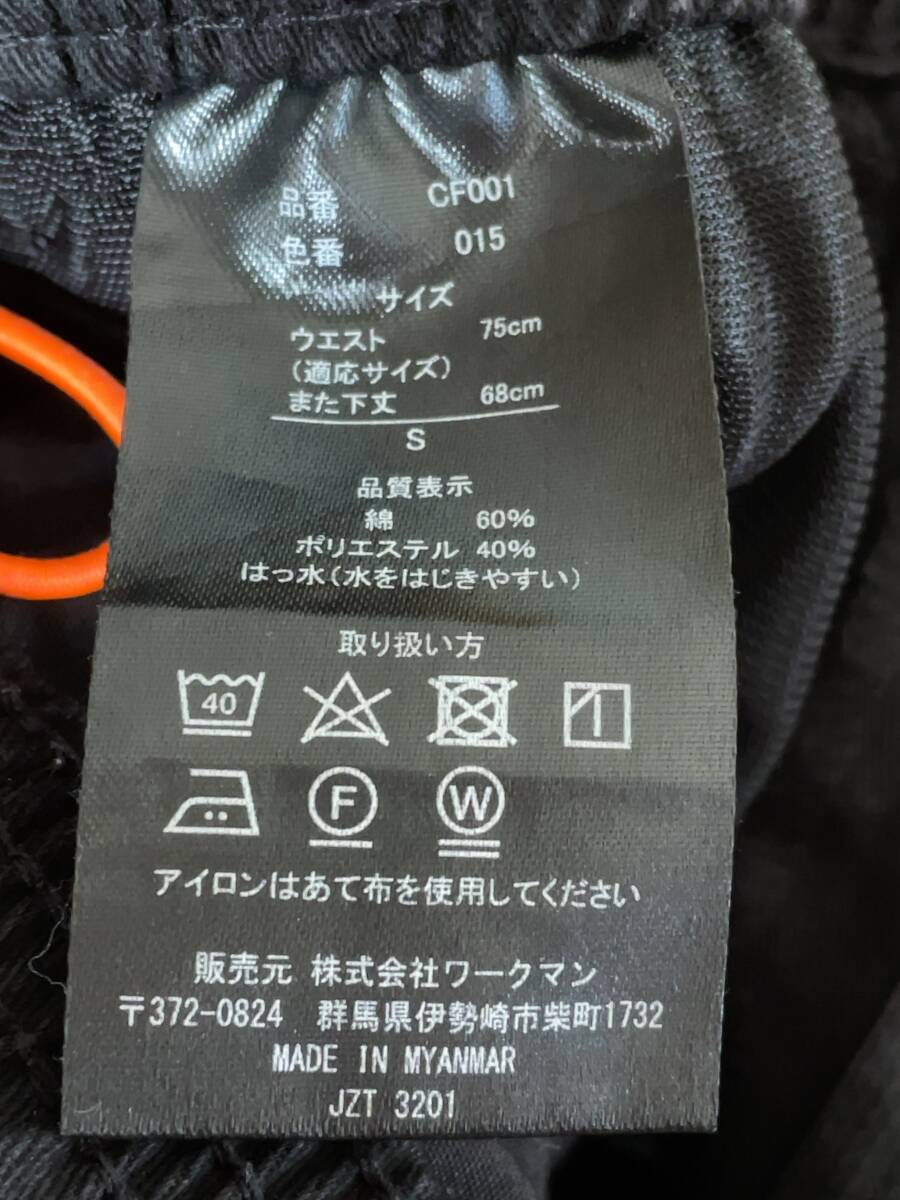 品番 CF001
色番 015
サイズ
ウエスト 75cm
(適応サイズ)
また下丈 68cm
S
品質表示
綿 60%
ポリエステル 40%
はっ水(水をはじきやすい)
取り扱い方
40
F W
アイロンはあて布を使用してください
販売元 株式会社ワークマン
〒372-0824 群馬県伊勢崎市柴町1732
MADE IN MYANMAR
JZT 3201